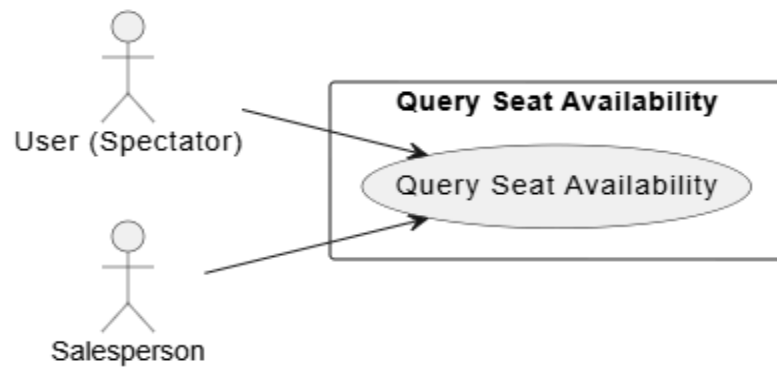 User (Spectator)
Query Seat Availability
Query Seat Availability
Salesperson